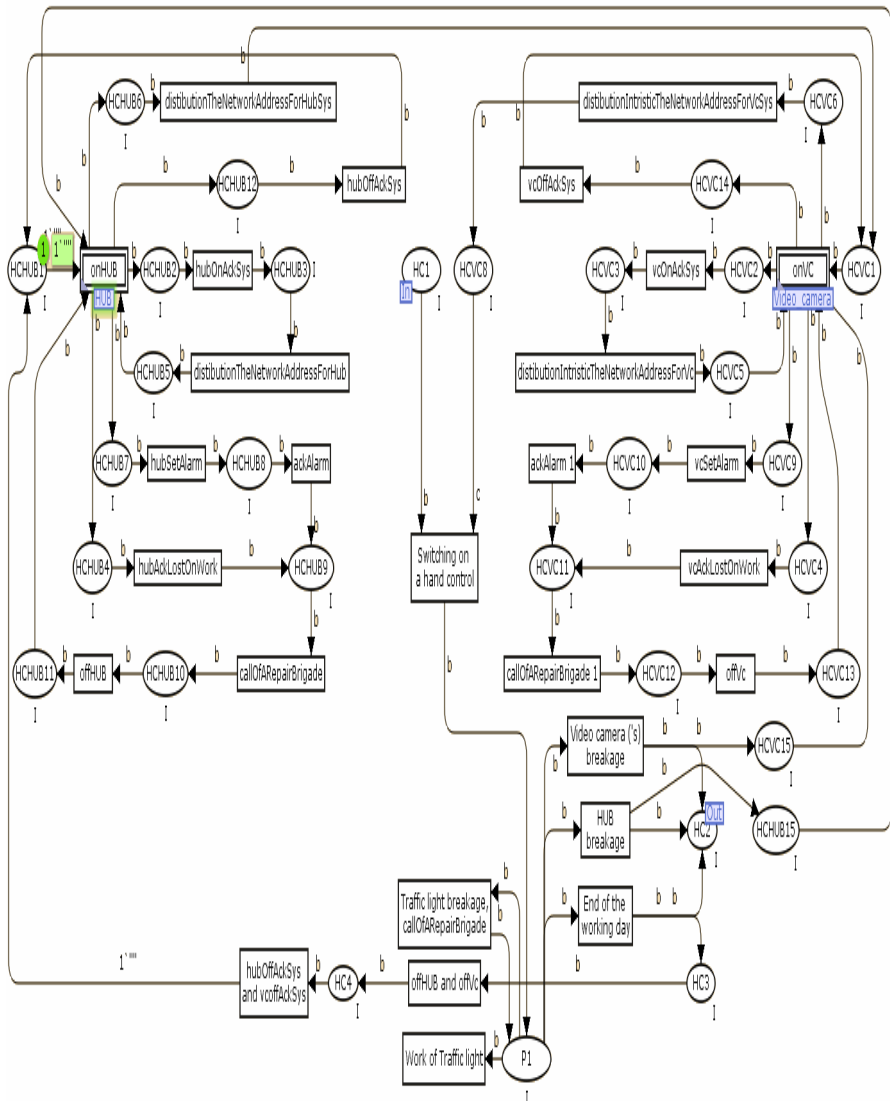 b
b
b
HCHUB6
b
distibutionTheNetworkAddressForHubSys
distibutionIntristicTheNetworkAddressForVcSys
b
HCVC6
I
b
b
b
I
b
b
HCHUB12
b
hubOffAckSys
vcOffAckSys
b
HCVC14
b
b
I
I
1`""
HCHUB1
1
1`""
onHUB
HUB
b
HCHUB2
b
hubOnAckSys
b
HCHUB3
I
HC1
In
HCVC8
HCVC3
b
vcOnAckSys
b
HCVC2
b
onVC
Video camera
b
HCVC1
I
I
I
I
I
I
I
b
b
b
b
b
b
b
b
b
b
HCHUB5
b
distibutionTheNetworkAddressForHub
distibutionIntristicTheNetworkAddressForVc
b
HCVC5
b
I
I
HCHUB7
b
hubSetAlarm
b
HCHUB8
b
ackAlarm
ackAlarm 1
b
HCVC10
b
vcSetAlarm
b
HCVC9
I
I
I
I
b
b
c
b
HCHUB4
b
hubAckLostOnWork
b
HCHUB9
Switching on
a hand control
HCVC11
b
vcAckLostOnWork
b
HCVC4
I
I
I
I
b
b
b
HCHUB11
b
offHUB
b
HCHUB10
b
callOfARepairBrigade
callOfARepairBrigade 1
b
HCVC12
b
offVc
b
HCVC13
I
I
I
I
Video camera ('s)
breakage
b
b
HCVC15
b
b
I
HUB
breakage
b
b
HC2
Out
HCHUB15
I
I
Traffic light breakage,
callOfARepairBrigade
b
b
b
End of the
working day
b
b
1`""
hubOffAckSys
and vcoffAckSys
b
HC4
b
offHUB and offVc
b
HC3
I
I
Work of Traffic light
b
P1
I